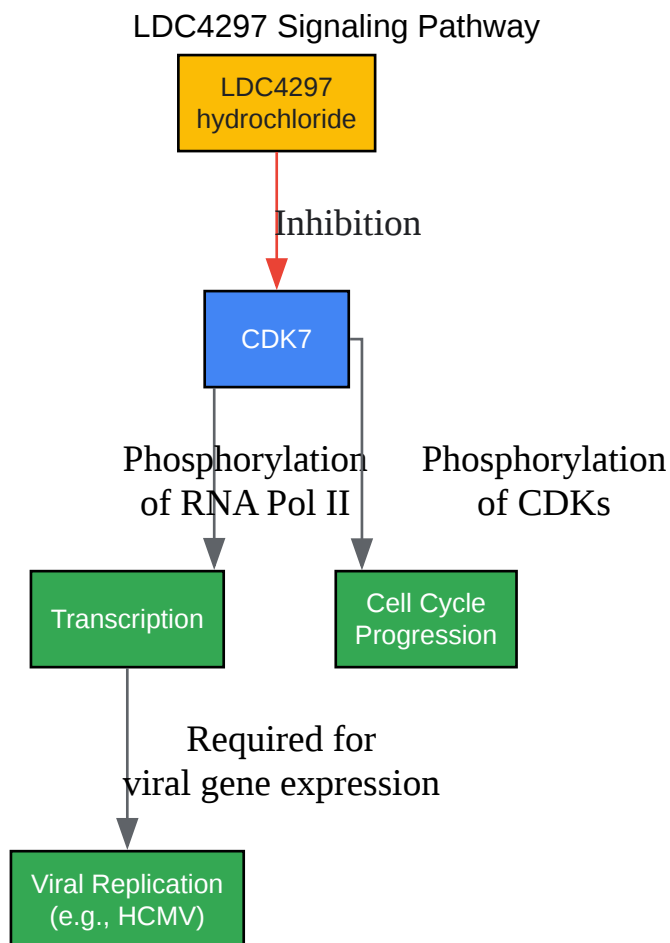 LDC4297 Signaling Pathway
LDC4297
hydrochloride
Inhibition
CDK7
Phosphorylation
of RNA Pol II
Phosphorylation
of CDKs
Transcription
Cell Cycle
Progression
Required for
viral gene expression
Viral Replication
(e.g., HCMV)